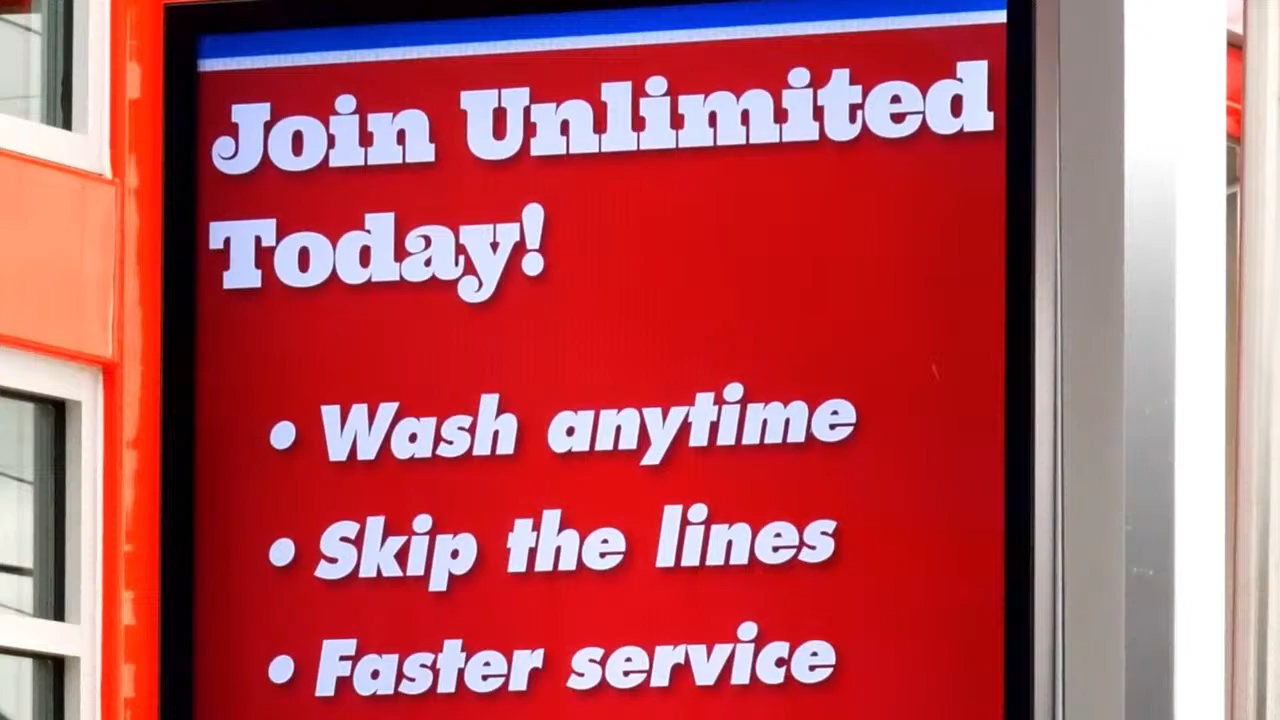 Join Unlimited
Today!
• Wash anytime
• Skip the lines
• Faster service